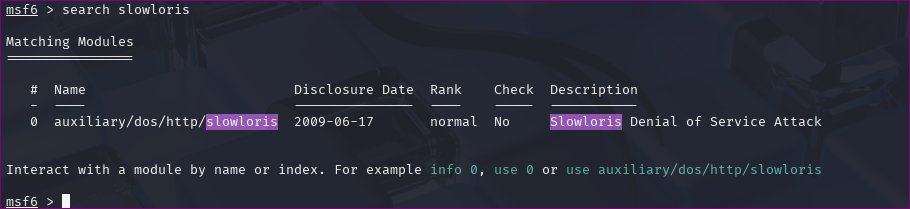 msf6 > search slowloris
Matching Modules
================
# Name Disclosure Date Rank Check Description
- ---- --------------- ---- ----- -----------
0 auxiliary/dos/http/slowloris 2009-06-17 normal No Slowloris Denial of Service Attack
Interact with a module by name or index. For example info 0, use 0 or use auxiliary/dos/http/slowloris
msf6 >